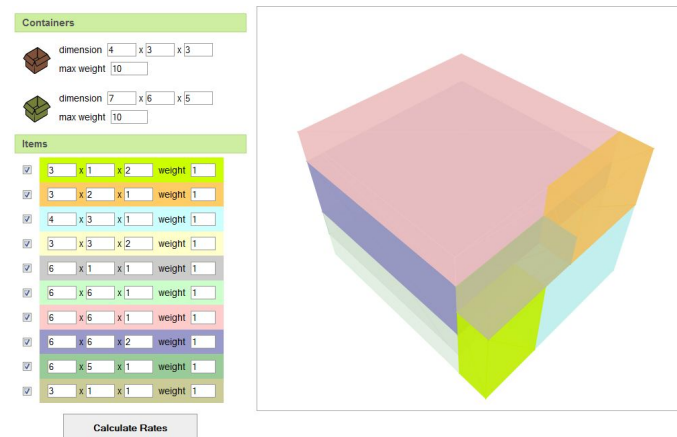 Containers
dimension 4 x 3 x 3
max weight 10
dimension 7 x 6 x 5
max weight 10
Items
3 x 1 x 2 weight 1
3 x 2 x 1 weight 1
4 x 3 x 1 weight 1
3 x 3 x 2 weight 1
6 x 1 x 1 weight 1
6 x 6 x 1 weight 1
6 x 6 x 1 weight 1
6 x 6 x 2 weight 1
6 x 5 x 1 weight 1
3 x 1 x 1 weight 1
Calculate Rates